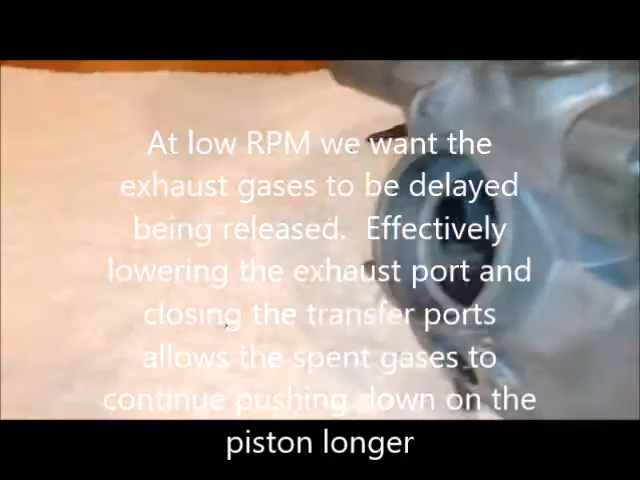 At low RPM we want the
exhaust gases to be delayed
being released.  Effectively
lowering the exhaust port and
closing the transfer ports
allows the spent gases to
continue pushing down on the
piston longer